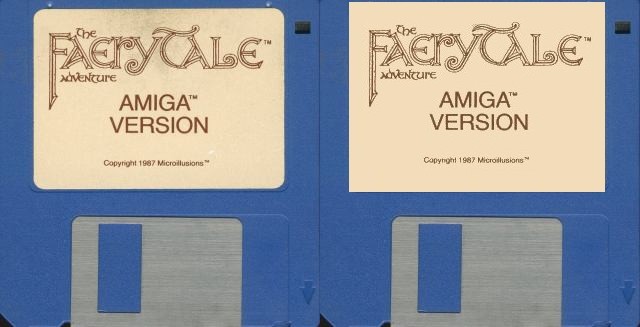 The
FAERY TALE™
ADVENTURE
AMIGA™
VERSION
Copyright 1987 Microillusions™
The
FAERY TALE™
ADVENTURE
AMIGA™
VERSION
Copyright 1987 Microillusions™